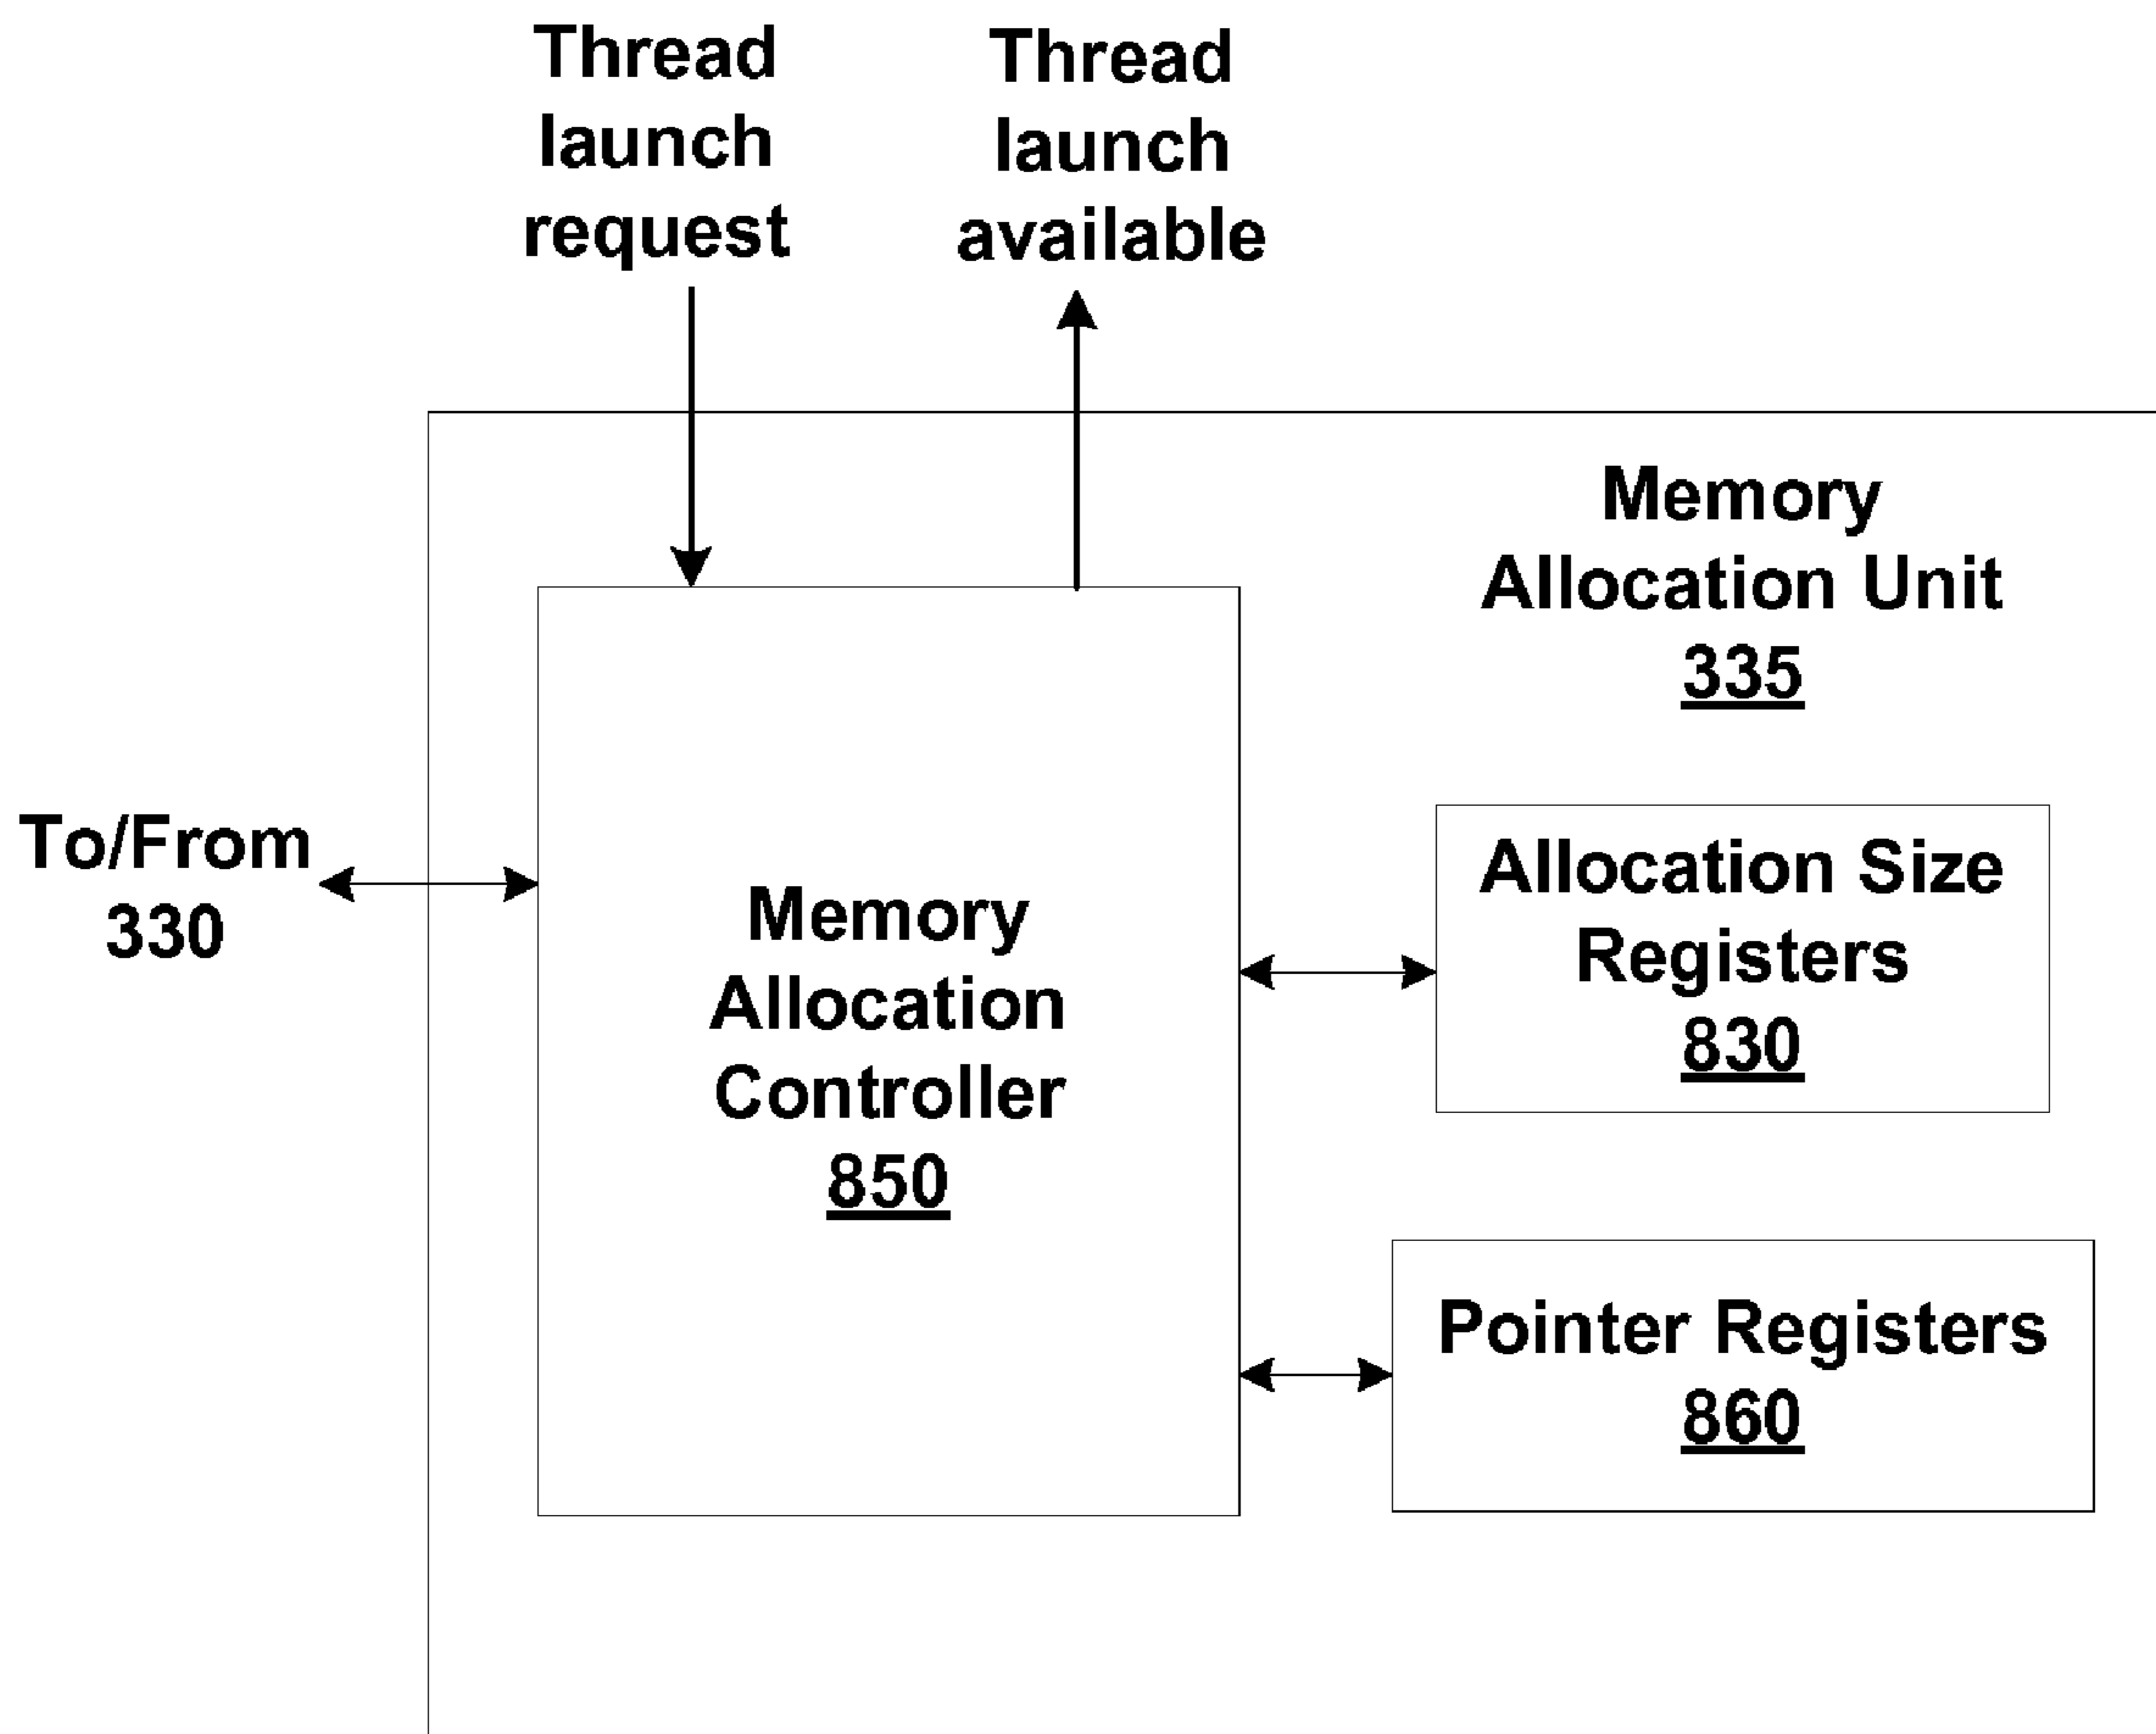 Thread
launch
request
Thread
launch
available
Memory
Allocation Unit
335
To/From
330
Memory
Allocation
Controller
850
Allocation Size
Registers
830
Pointer Registers
860